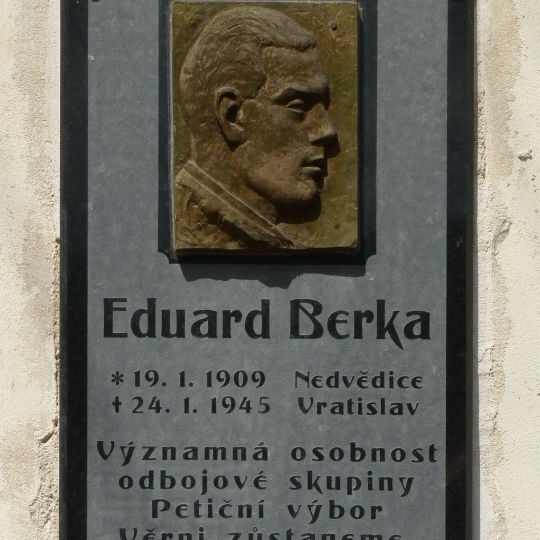 Eduard Berka
* 19. 1. 1909 Nedvědice
† 24. 1. 1945 Vratislav
Významná osobnost
odbojové skupiny
Petiční výbor
Věrni zůstaneme